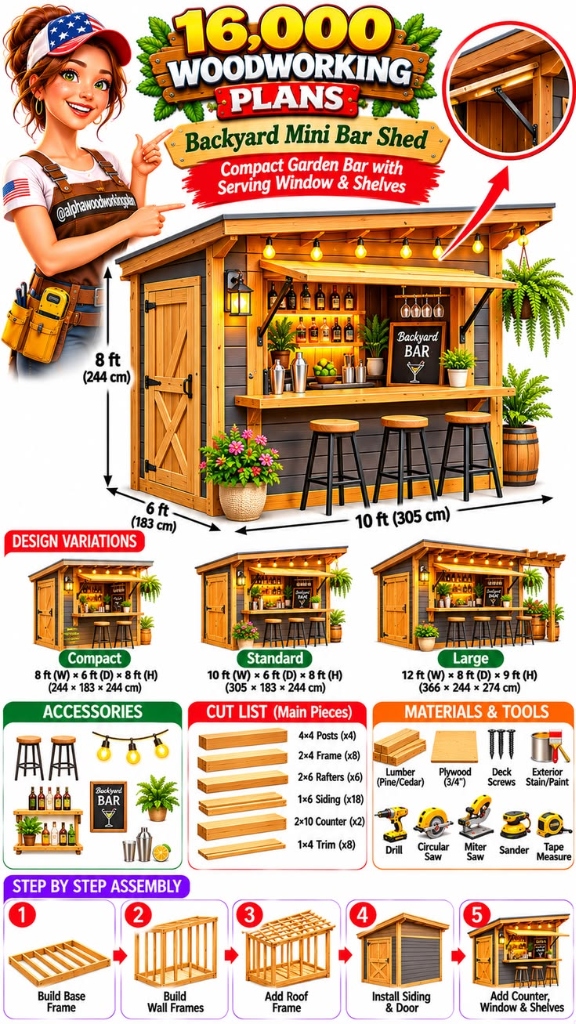 16,000
WOODWORKING
PLANS
Backyard Mini Bar Shed
Compact Garden Bar with
Serving Window & Shelves
@alphawoodworkingplan
Backyard
BAR
8 ft
(244 cm)
6 ft
(183 cm)
10 ft (305 cm)
DESIGN VARIATIONS
Compact
8 ft (W) × 6 ft (D) × 8 ft (H)
(244 × 183 × 244 cm)
Standard
10 ft (W) × 6 ft (D) × 8 ft (H)
(305 × 183 × 244 cm)
Large
12 ft (W) × 8 ft (D) × 9 ft (H)
(366 × 244 × 274 cm)
ACCESSORIES
Backyard
BAR
CUT LIST (Main Pieces)
4×4 Posts (x4)
2×4 Frame (x8)
2×6 Rafters (x6)
1×6 Siding (x18)
2×10 Counter (x2)
1×4 Trim (x8)
MATERIALS & TOOLS
Lumber
(Pine/Cedar)
Plywood
(3/4")
Deck
Screws
Exterior
Stain/Paint
Drill
Circular
Saw
Miter
Saw
Sander
Tape
Measure
STEP BY STEP ASSEMBLY
1
Build Base
Frame
2
Build
Wall Frames
3
Add Roof
Frame
4
Install Siding
& Door
5
Add Counter,
Window & Shelves